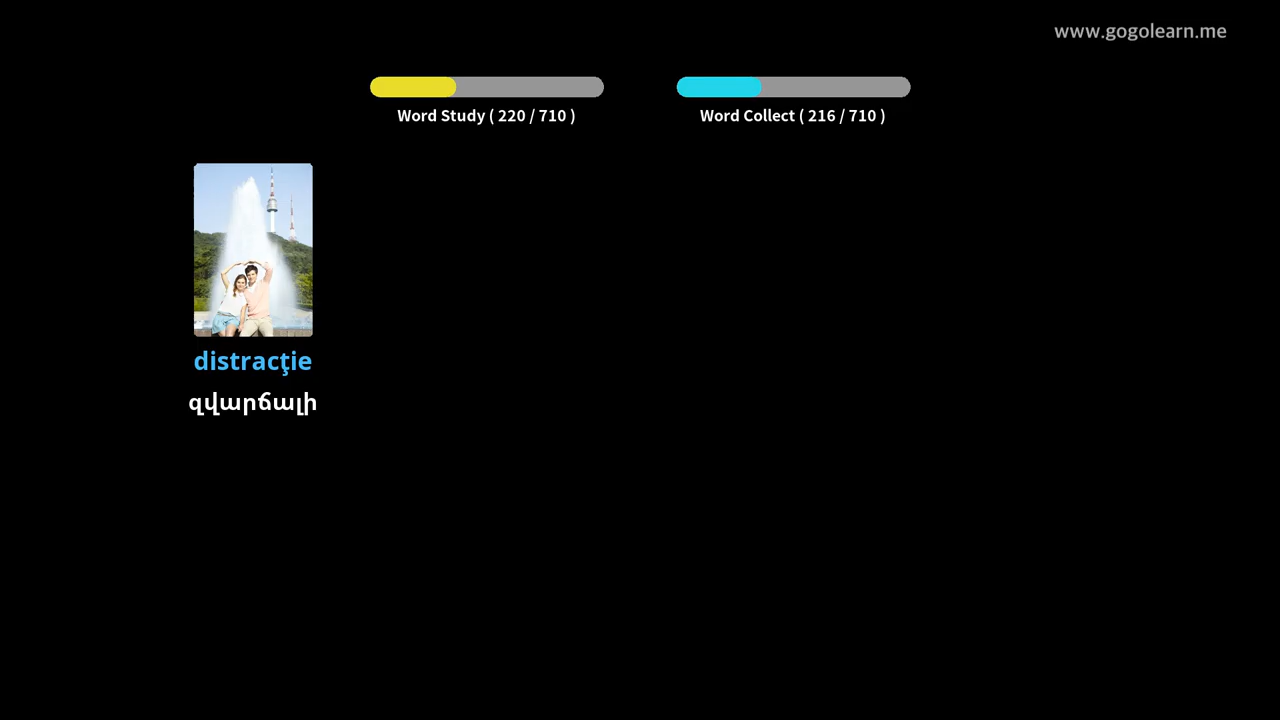 www.gogolearn.me
Word Study ( 220 / 710 )
Word Collect ( 216 / 710 )
distracţie
զվարճալի